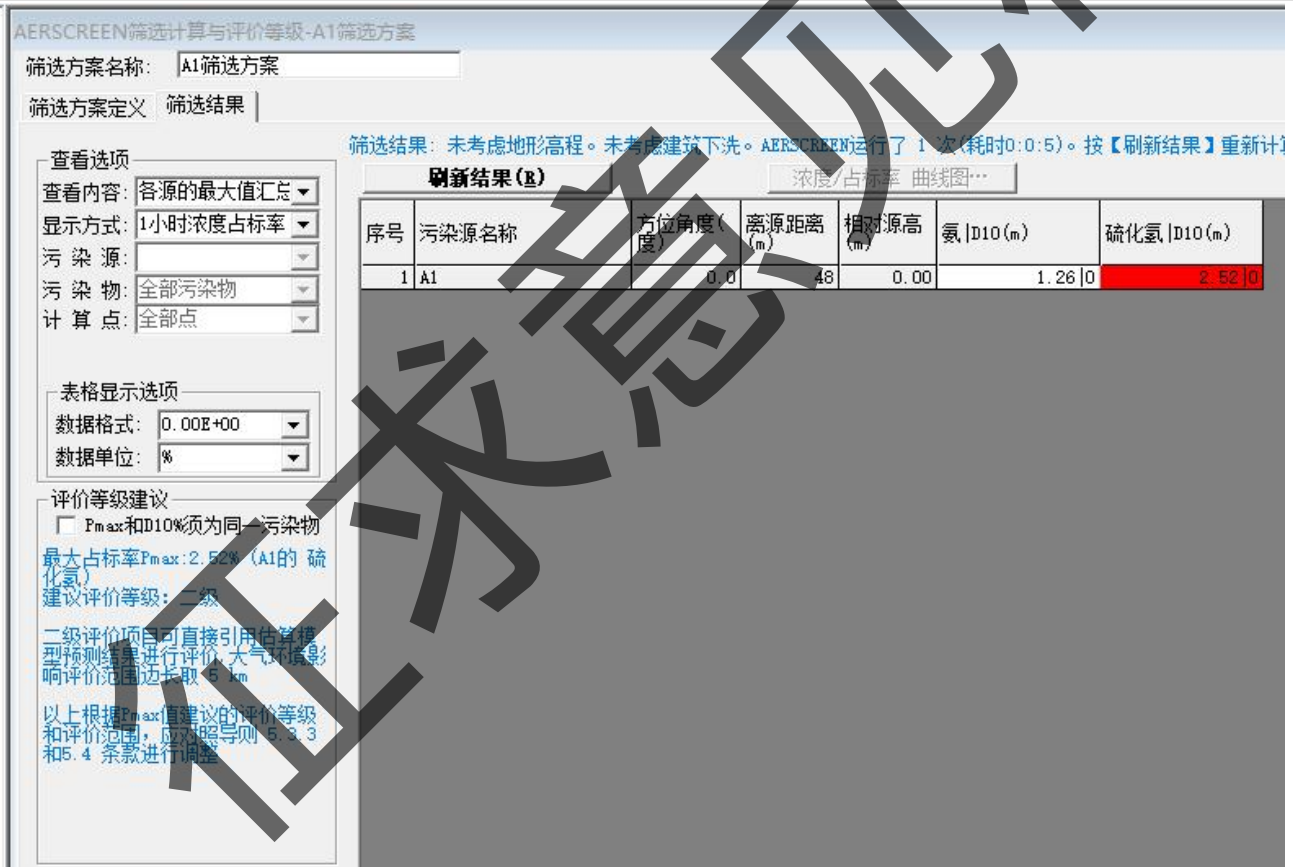 AERSCREEN筛选计算与评价等级-A1筛选方案
筛选方案名称: A1筛选方案
筛选方案定义 筛选结果
筛选结果: 未考虑地形高程。未考虑建筑下洗。AERSCREEN运行了 1 次(耗时0:0:5)。按【刷新结果】重新计
查看选项
刷新结果(R) 浓度/占标率 曲线图…
查看内容: 各源的最大值汇总
显示方式: 1小时浓度占标率
污 染 源:
污 染 物: 全部污染物
计 算 点: 全部点
序号 污染源名称 方位角度(度) 离源距离(m) 相对源高(m) 氨|D10(m) 硫化氢|D10(m)
1 A1 0.0 48 0.00 1.26|0 2.52|0
表格显示选项
数据格式: 0.00E+00
数据单位: %
评价等级建议
Pmax和D10%须为同一污染物
最大占标率Pmax:2.52% (A1的 硫
化氢)
建议评价等级: 二级
二级评价项目可直接引用估算模
型预测结果进行评价,大气环境影
响评价范围边长取 5 km
以上根据Pmax值建议的评价等级
和评价范围,应对照导则 5.3.3
和5.4 条款进行调整
征求意见